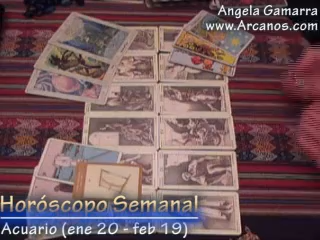 Angela Gamarra
www.Arcanos.com
Horóscopo Semanal
Acuario (ene 20 - feb 19)